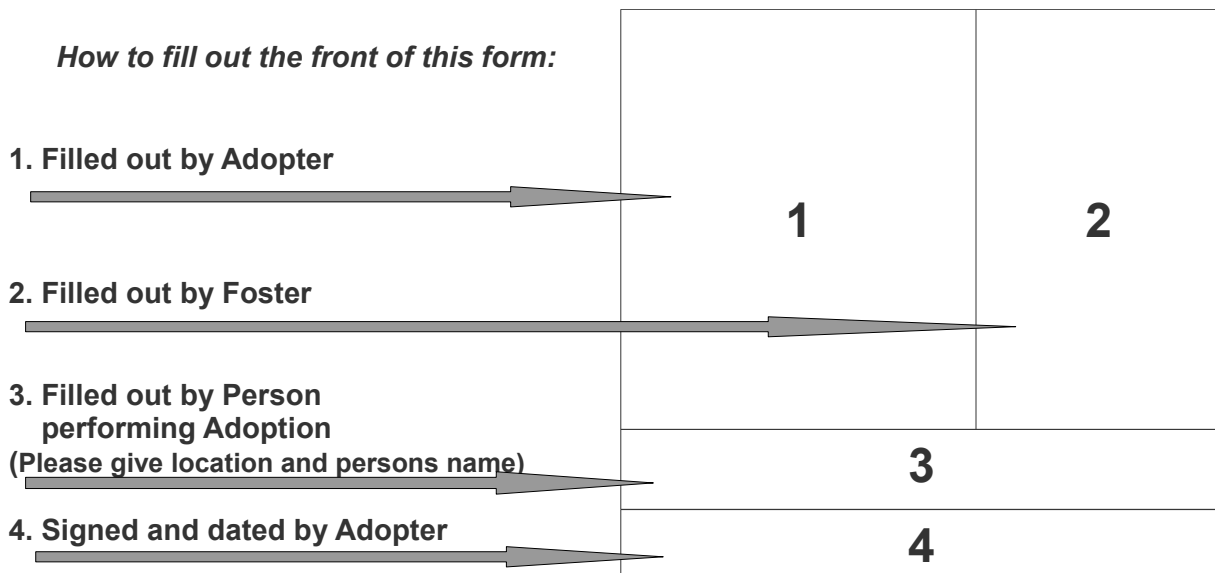 How to fill out the front of this form:
1. Filled out by Adopter
1
2
2. Filled out by Foster
3. Filled out by Person
performing Adoption
(Please give location and persons name)
3
4. Signed and dated by Adopter
4